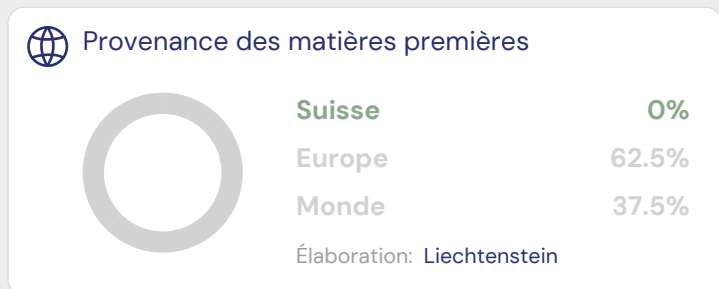 Provenance des matières premières
Suisse 0%
Europe 62.5%
Monde 37.5%
Élaboration: Liechtenstein